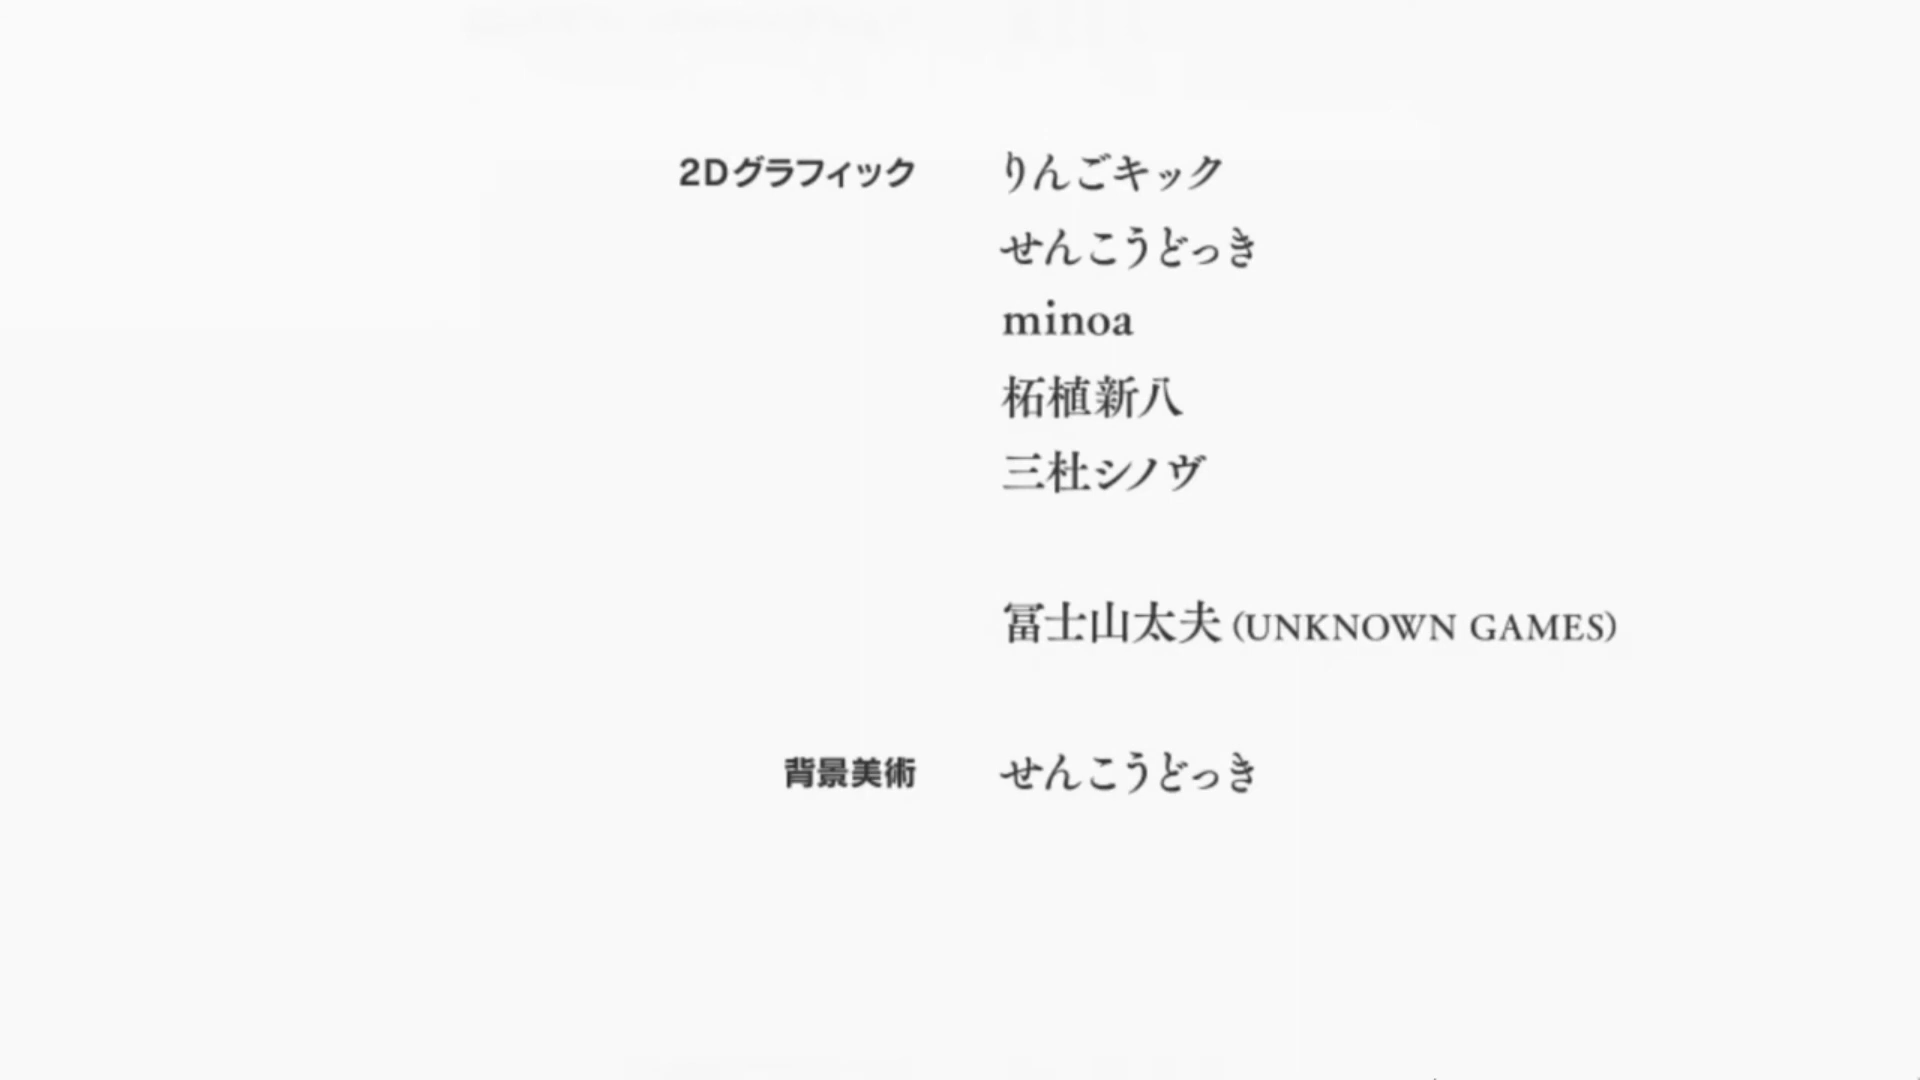 2Dグラフィック りんごキック
せんこうどっき
minoa
柘植新八
三杜シノヴ
冨士山太夫 (UNKNOWN GAMES)
背景美術 せんこうどっき